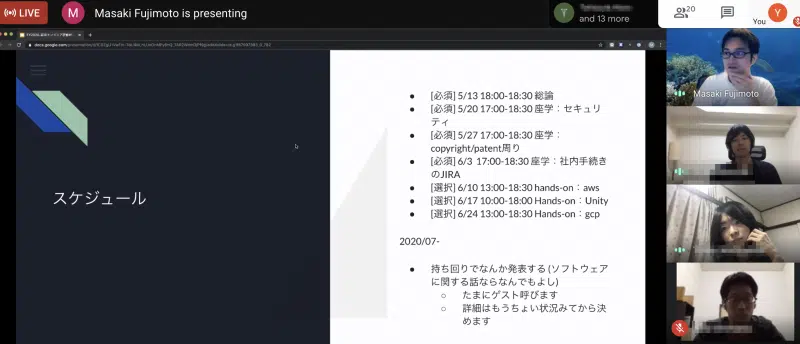 LIVE
M Masaki Fujimoto is presenting
and 13 more
20
You
Y
スケジュール
[必須] 5/13 18:00-18:30 総論
[必須] 5/20 17:00-18:30 座学：セキュリ
ティ
[必須] 5/27 17:00-18:30 座学：
copyright/patent周り
[必須] 6/3 17:00-18:30 座学：社内手続き
のJIRA
[選択] 6/10 13:00-18:30 hands-on：aws
[選択] 6/17 10:00-18:00 Hands-on：Unity
[選択] 6/24 13:00-18:30 Hands-on：gcp
2020/07-
持ち回りでなんか発表する (ソフトウェア
に関する話ならなんでもよし)
たまにゲスト呼びます
詳細はもうちょい状況みてから決
めます
Masaki Fujimoto